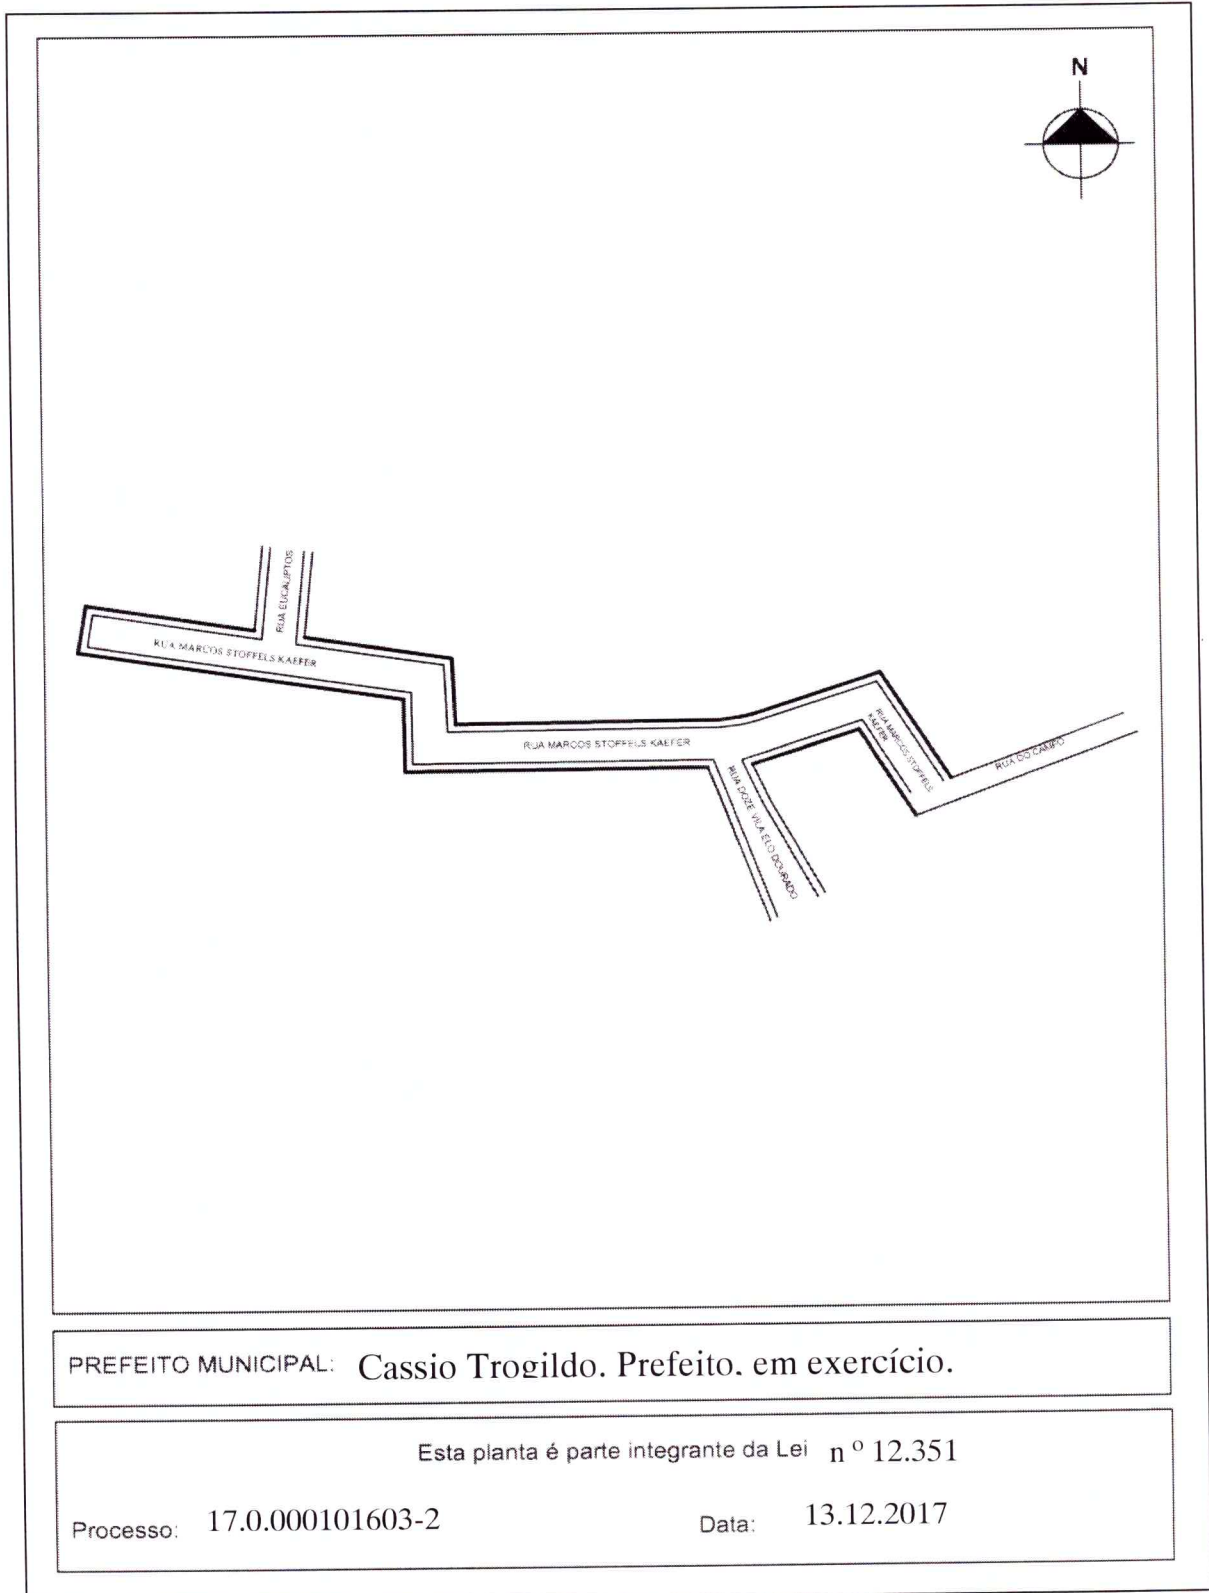 N
RUA EUCALIPTOS
RUA MARCOS STOFFELS KAEFER
RUA MARCOS STOFFELS KAEFER
RUA MARCOS STOFFELS
KAEFER
RUA DO CAMPO
RUA DOZE VILA ELO DOURADO
PREFEITO MUNICIPAL: Cassio Trogildo. Prefeito. em exercício.
Esta planta é parte integrante da Lei n º 12.351
Processo: 17.0.000101603-2 Data: 13.12.2017